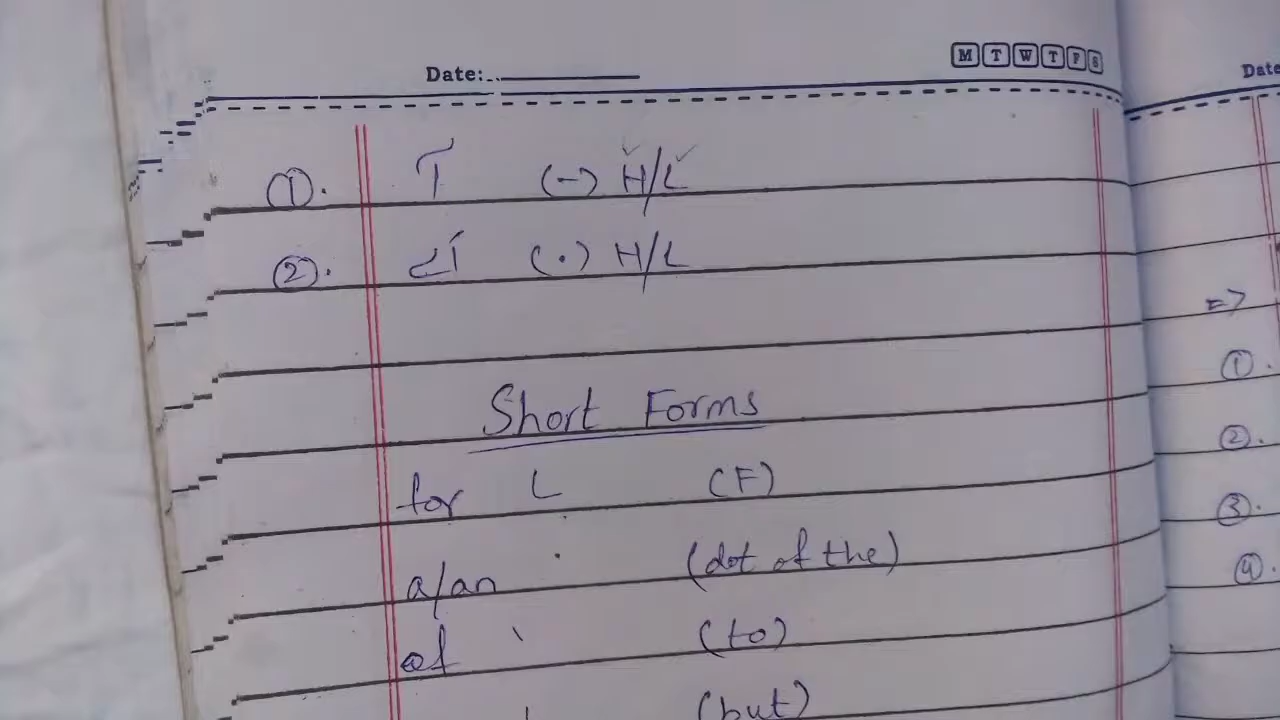 Date: M T W T F S
Date
①. (-) H/L
②. (.) H/L
=>
①.
Short Forms
②.
for (F)
③.
a/an (dot of the)
④.
of (to)
(but)